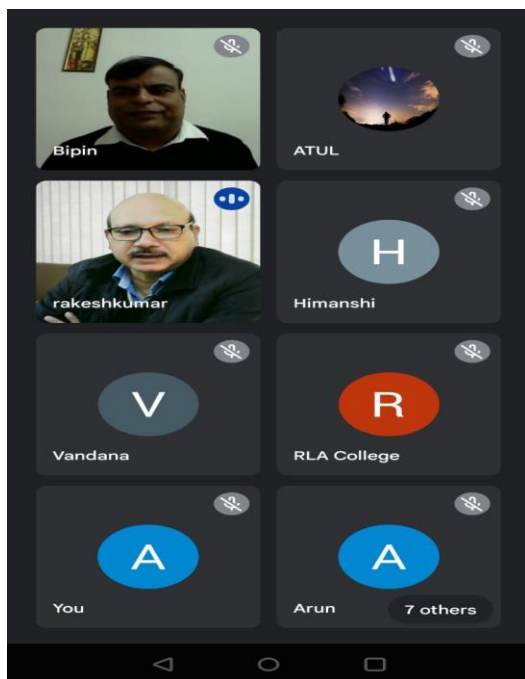 Bipin
ATUL
rakeshkumar
H
Himanshi
V
Vandana
R
RLA College
A
You
A
Arun
7 others